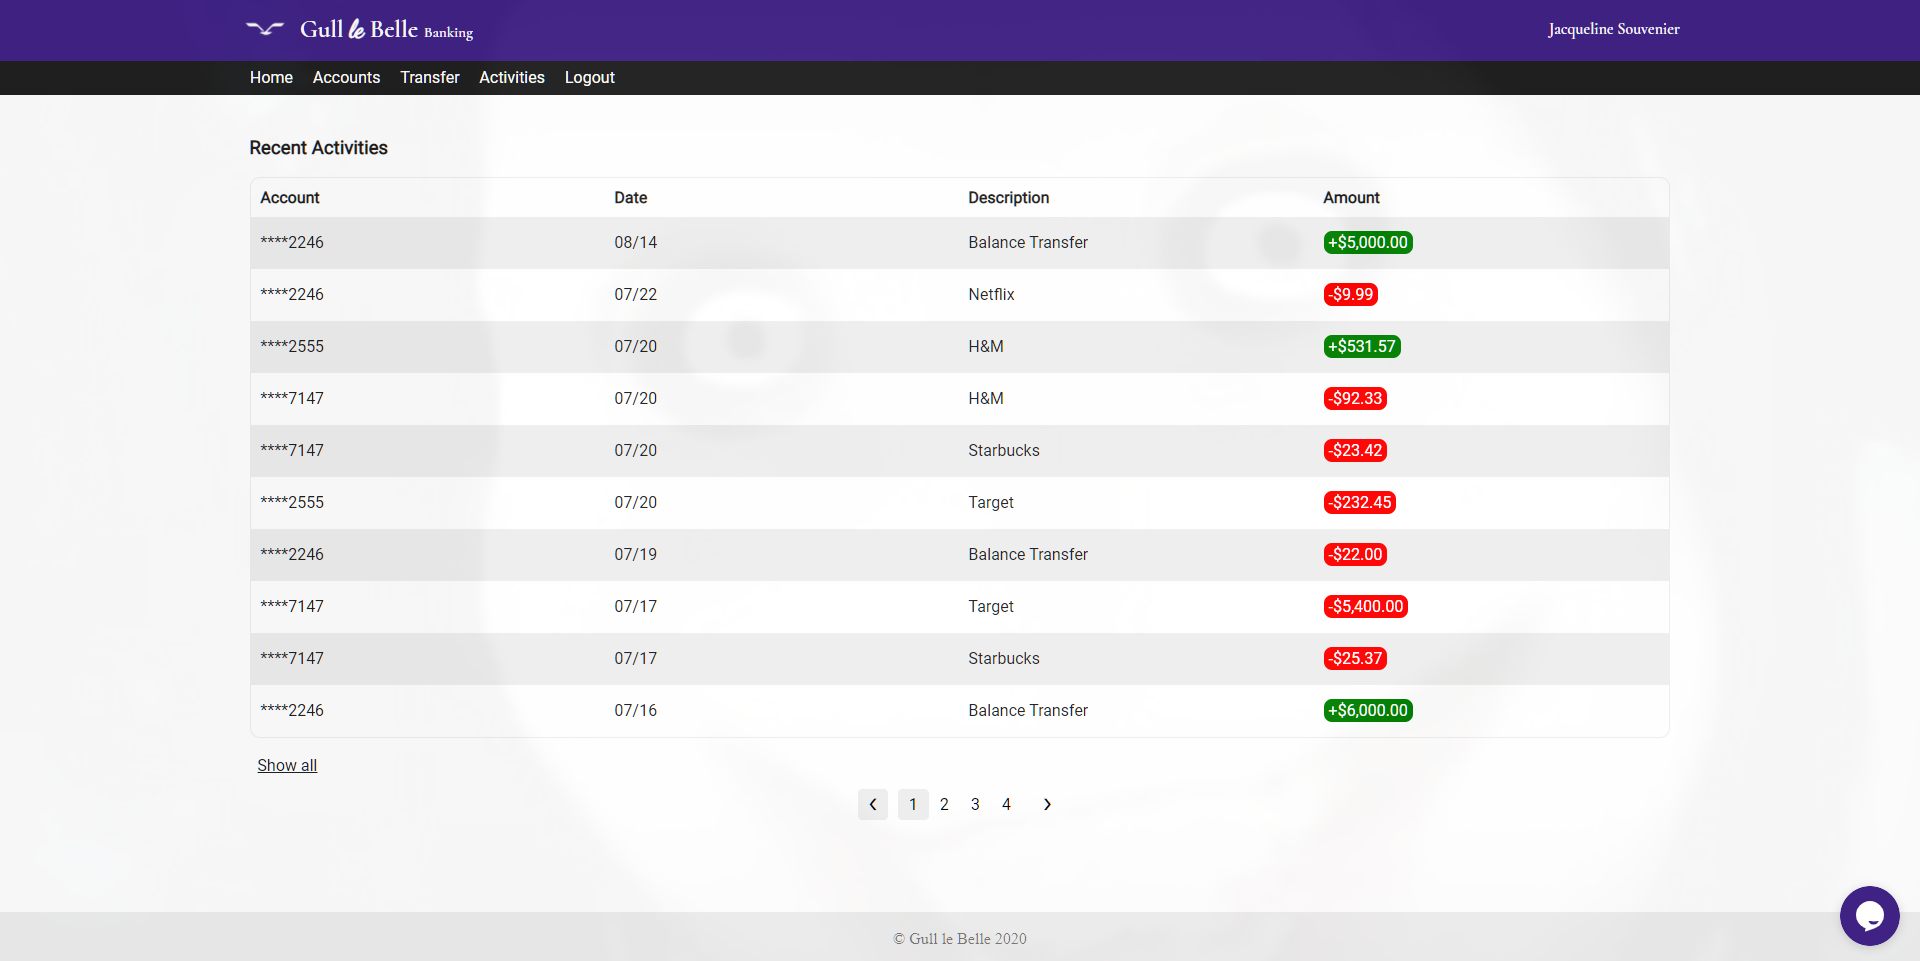 Gull le Belle Banking
Jacqueline Souvenier
Home Accounts Transfer Activities Logout
Recent Activities
Account Date Description Amount
****2246 08/14 Balance Transfer +$5,000.00
****2246 07/22 Netflix -$9.99
****2555 07/20 H&M +$531.57
****7147 07/20 H&M -$92.33
****7147 07/20 Starbucks -$23.42
****2555 07/20 Target -$232.45
****2246 07/19 Balance Transfer -$22.00
****7147 07/17 Target -$5,400.00
****7147 07/17 Starbucks -$25.37
****2246 07/16 Balance Transfer +$6,000.00
Show all
‹ 1 2 3 4 ›
© Gull le Belle 2020